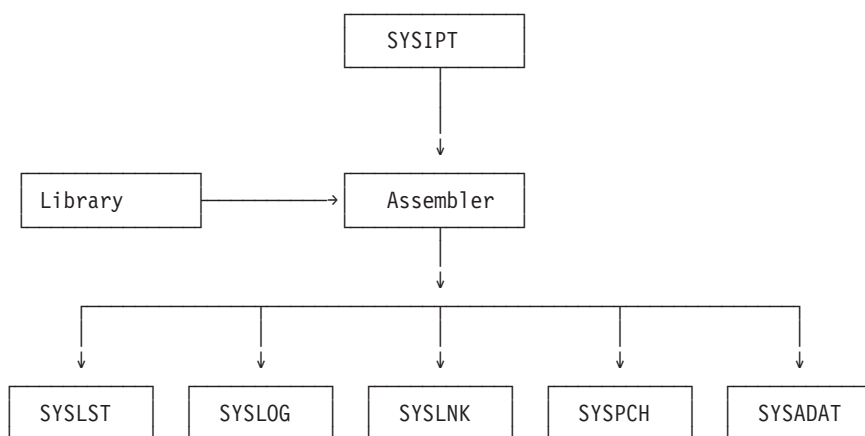 SYSIPT
Library
Assembler
SYSLST
SYSLOG
SYSLNK
SYSPCH
SYSADAT